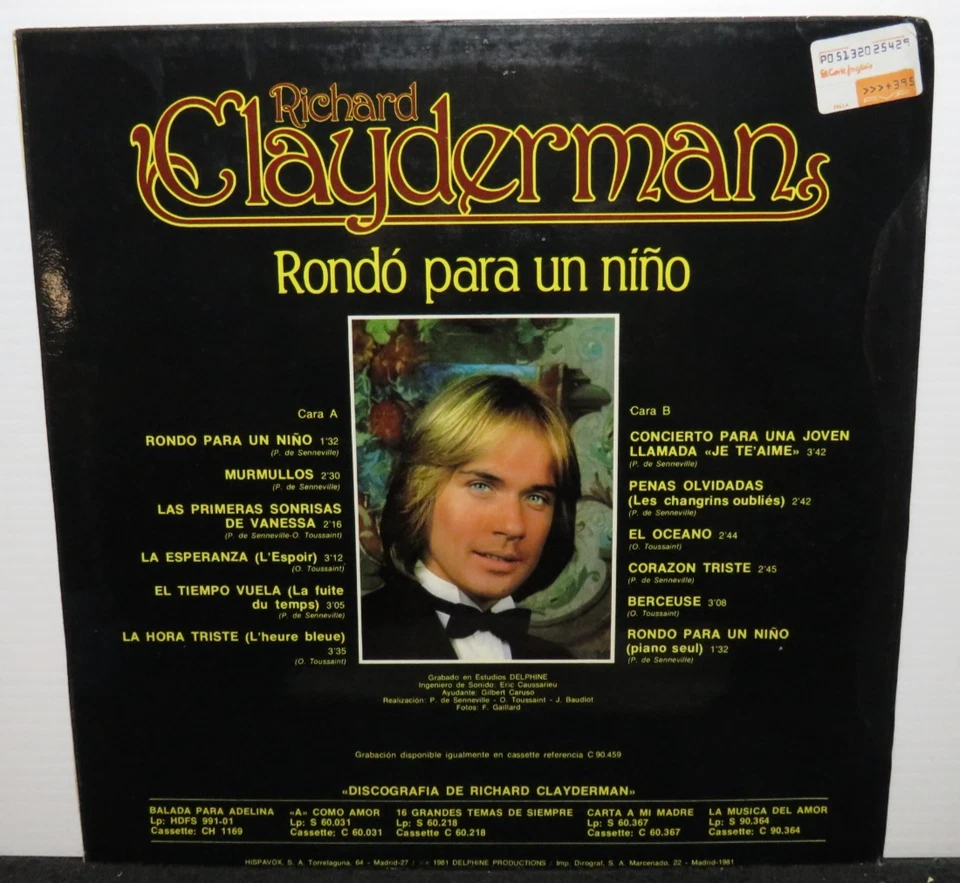 PO51320 25429
El Corte Inglés
>>>+395
Richard
Clayderman
Rondó para un niño
Cara A
RONDO PARA UN NIÑO 1'32
(P. de Senneville)
MURMULLOS 2'30
(P. de Senneville)
LAS PRIMERAS SONRISAS
DE VANESSA 2'16
(P. de Senneville-O. Toussaint)
LA ESPERANZA (L'Espoir) 3'12
(O. Toussaint)
EL TIEMPO VUELA (La fuite
du temps) 3'05
(P. de Senneville)
LA HORA TRISTE (L'heure bleue)
3'35
(O. Toussaint)
Cara B
CONCIERTO PARA UNA JOVEN
LLAMADA «JE TE'AIME» 3'42
(P. de Senneville)
PENAS OLVIDADAS
(Les changrins oubliés) 2'42
(P. de Senneville)
EL OCEANO 2'44
(O. Toussaint)
CORAZON TRISTE 2'45
(P. de Senneville)
BERCEUSE 3'08
(O. Toussaint)
RONDO PARA UN NIÑO
(piano seul) 1'32
(P. de Senneville)
Grabado en Estudios DELPHINE
Ingeniero de Sonido: Eric Caussarieu
Ayudante: Gilbert Caruso
Realización: P. de Senneville - O. Toussaint - J. Baudlot
Fotos: F. Gaillard
Grabación disponible igualmente en cassette referencia C 90.459
«DISCOGRAFIA DE RICHARD CLAYDERMAN»
BALADA PARA ADELINA
Lp: HDFS 991-01
Cassette: CH 1169
«A» COMO AMOR
Lp: S 60.031
Cassette: C 60.031
16 GRANDES TEMAS DE SIEMPRE
Lp: S 60.218
Cassette: C 60.218
CARTA A MI MADRE
Lp: S 60.367
Cassette: C 60.367
LA MUSICA DEL AMOR
Lp: S 90.364
Cassette: C 90.364
HISPAVOX, S. A. Torrelaguna, 64 - Madrid-27 / 1981 DELPHINE PRODUCTIONS / Imp. Dirograf, S. A. Marcenado, 22 - Madrid-1981